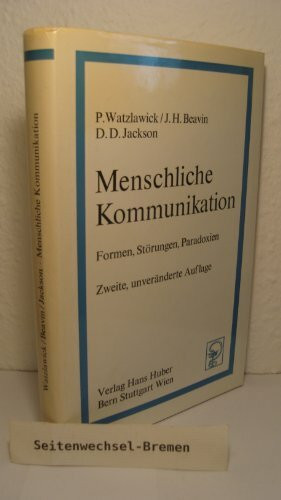 P. Watzlawick/J.H. Beavin
D. D. Jackson
Menschliche
Kommunikation
Formen, Störungen, Paradoxien
Zweite, unveränderte Auflage
Verlag Hans Huber
Bern Stuttgart Wien
Watzlawick/Beavin/Jackson: Menschliche Kommunikation
Seitenwechsel-Bremen